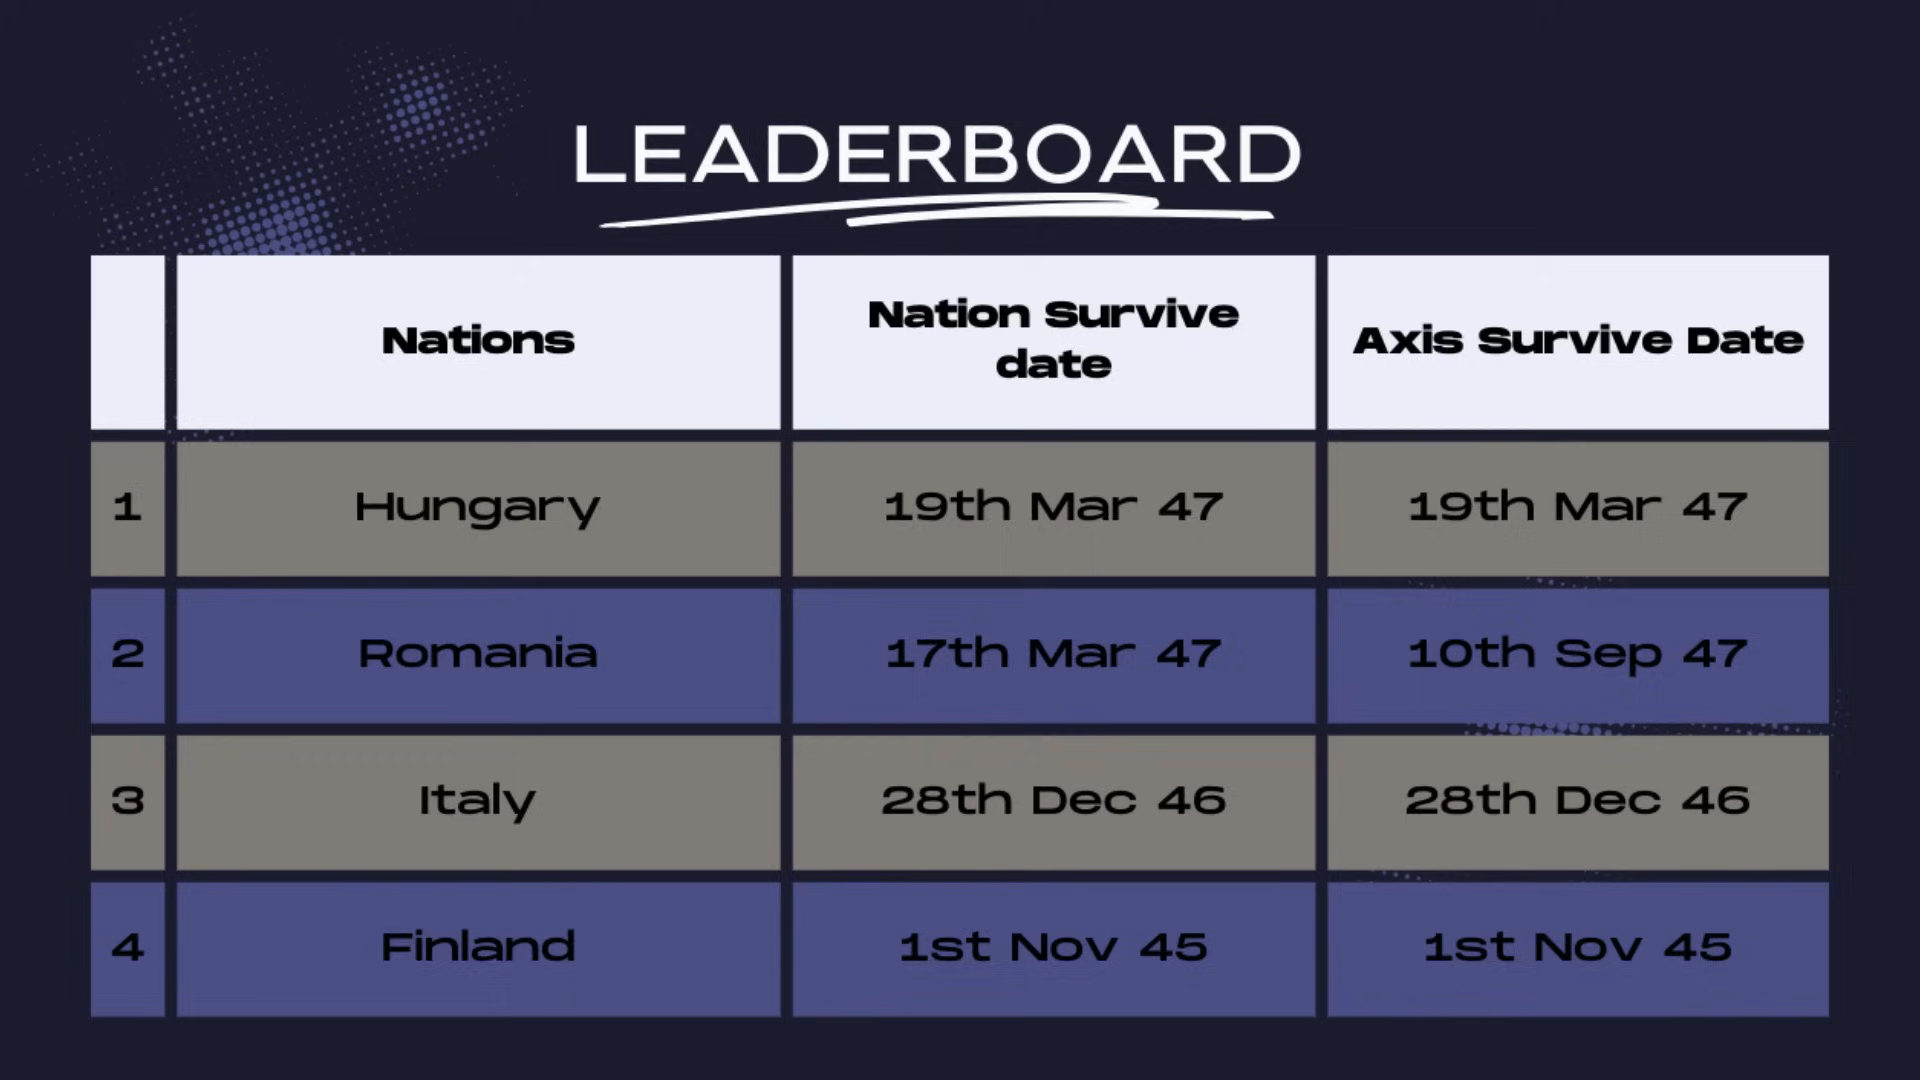 LEADERBOARD
Nations
Nation Survive
date
Axis Survive Date
1 Hungary 19th Mar 47 19th Mar 47
2 Romania 17th Mar 47 10th Sep 47
3 Italy 28th Dec 46 28th Dec 46
4 Finland 1st Nov 45 1st Nov 45